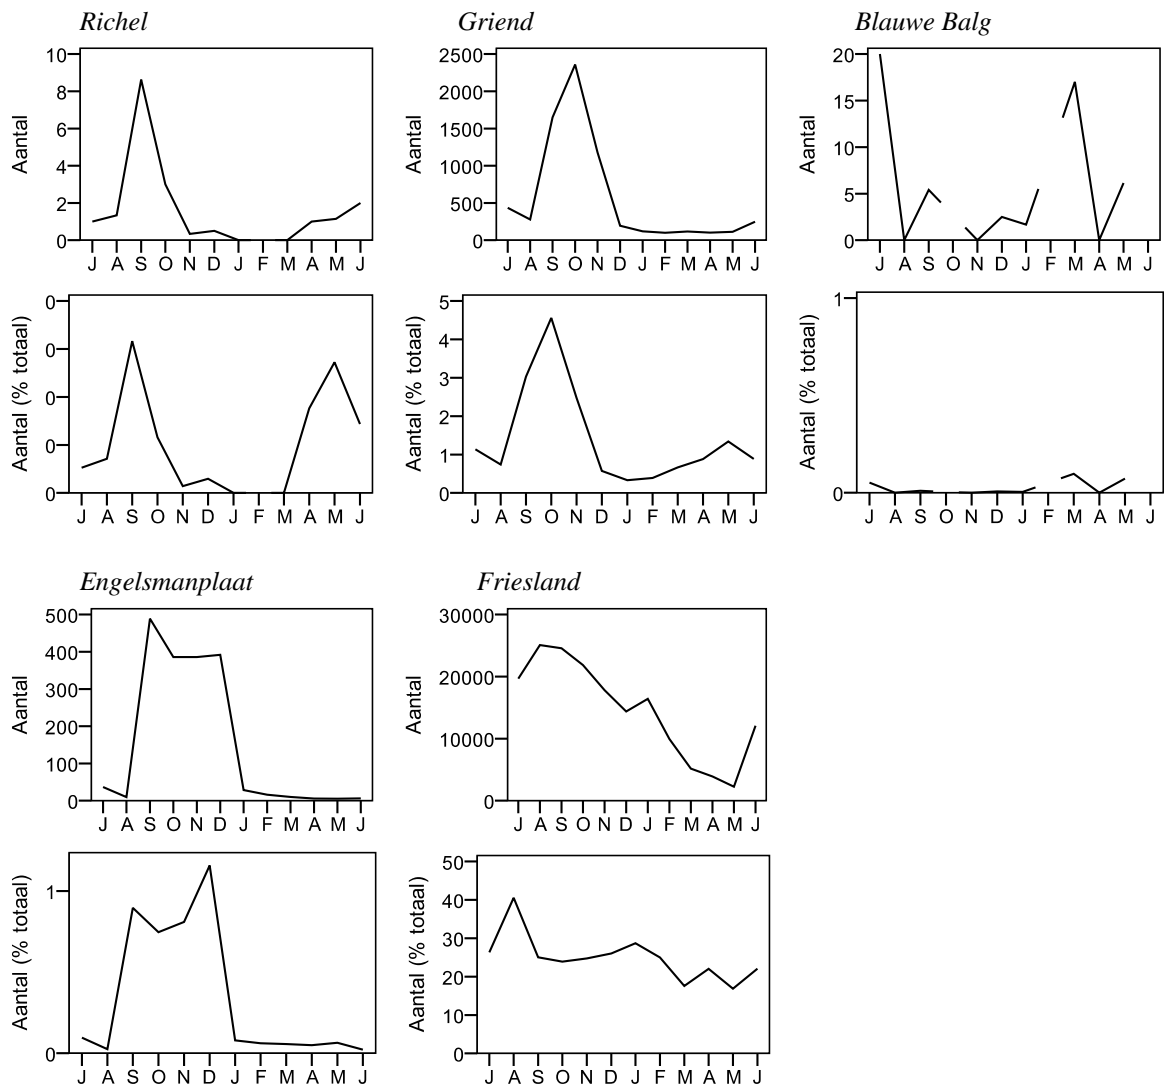 Richel Griend Blauwe Balg
Aantal
10
8
6
4
2
0
J A S O N D J F M A M J
Aantal
2500
2000
1500
1000
500
0
J A S O N D J F M A M J
Aantal
20
15
10
5
0
J A S O N D J F M A M J
Aantal (% totaal)
0
0
0
0
0
J A S O N D J F M A M J
Aantal (% totaal)
5
4
3
2
1
0
J A S O N D J F M A M J
Aantal (% totaal)
1
0
J A S O N D J F M A M J
Engelsmanplaat Friesland
Aantal
500
400
300
200
100
0
J A S O N D J F M A M J
Aantal
30000
20000
10000
0
J A S O N D J F M A M J
Aantal (% totaal)
1
0
J A S O N D J F M A M J
Aantal (% totaal)
50
40
30
20
10
0
J A S O N D J F M A M J